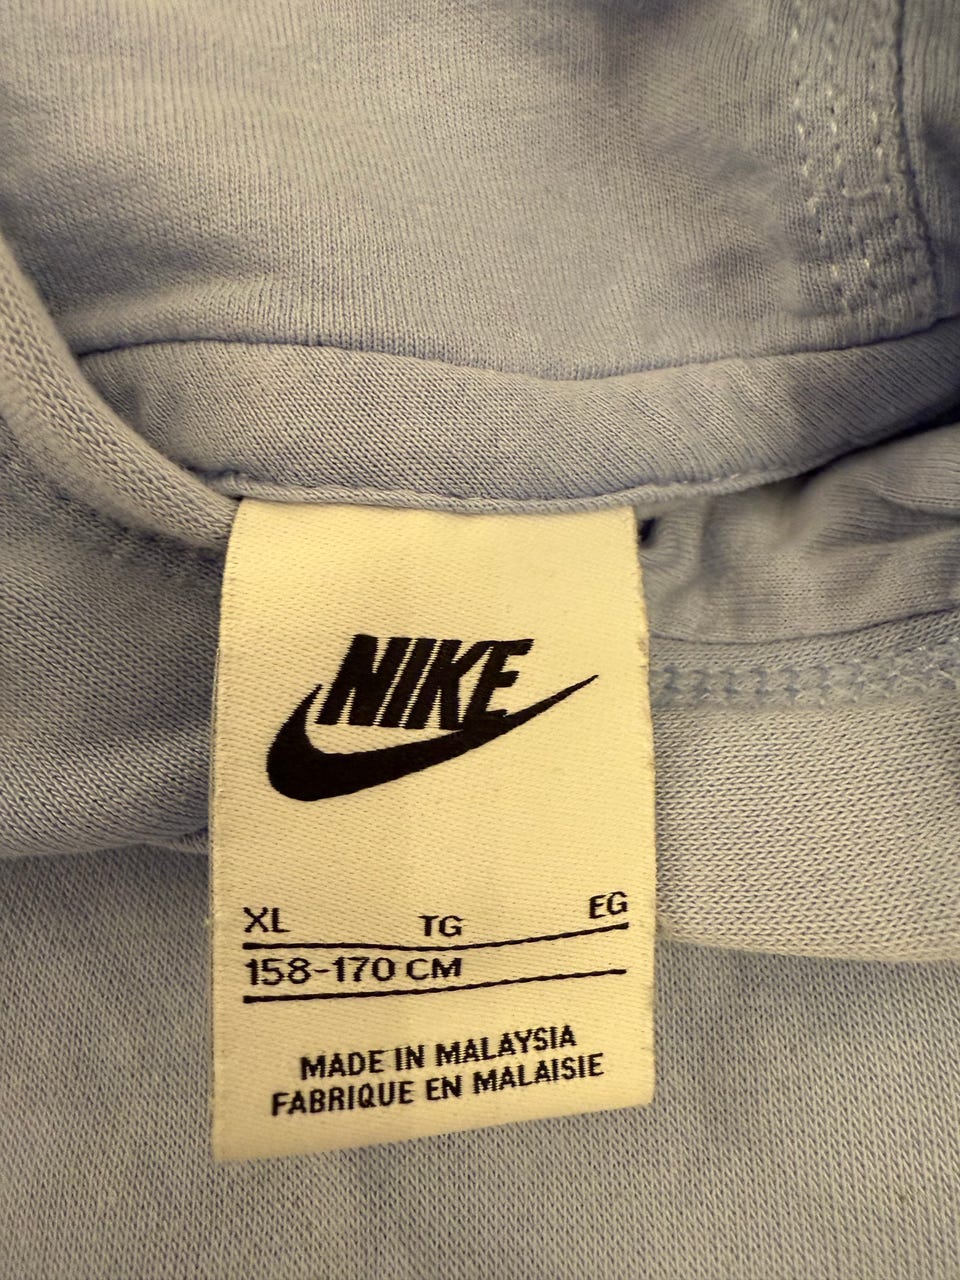 NIKE
XL TG EG
158-170 CM
MADE IN MALAYSIA
FABRIQUE EN MALAISIE